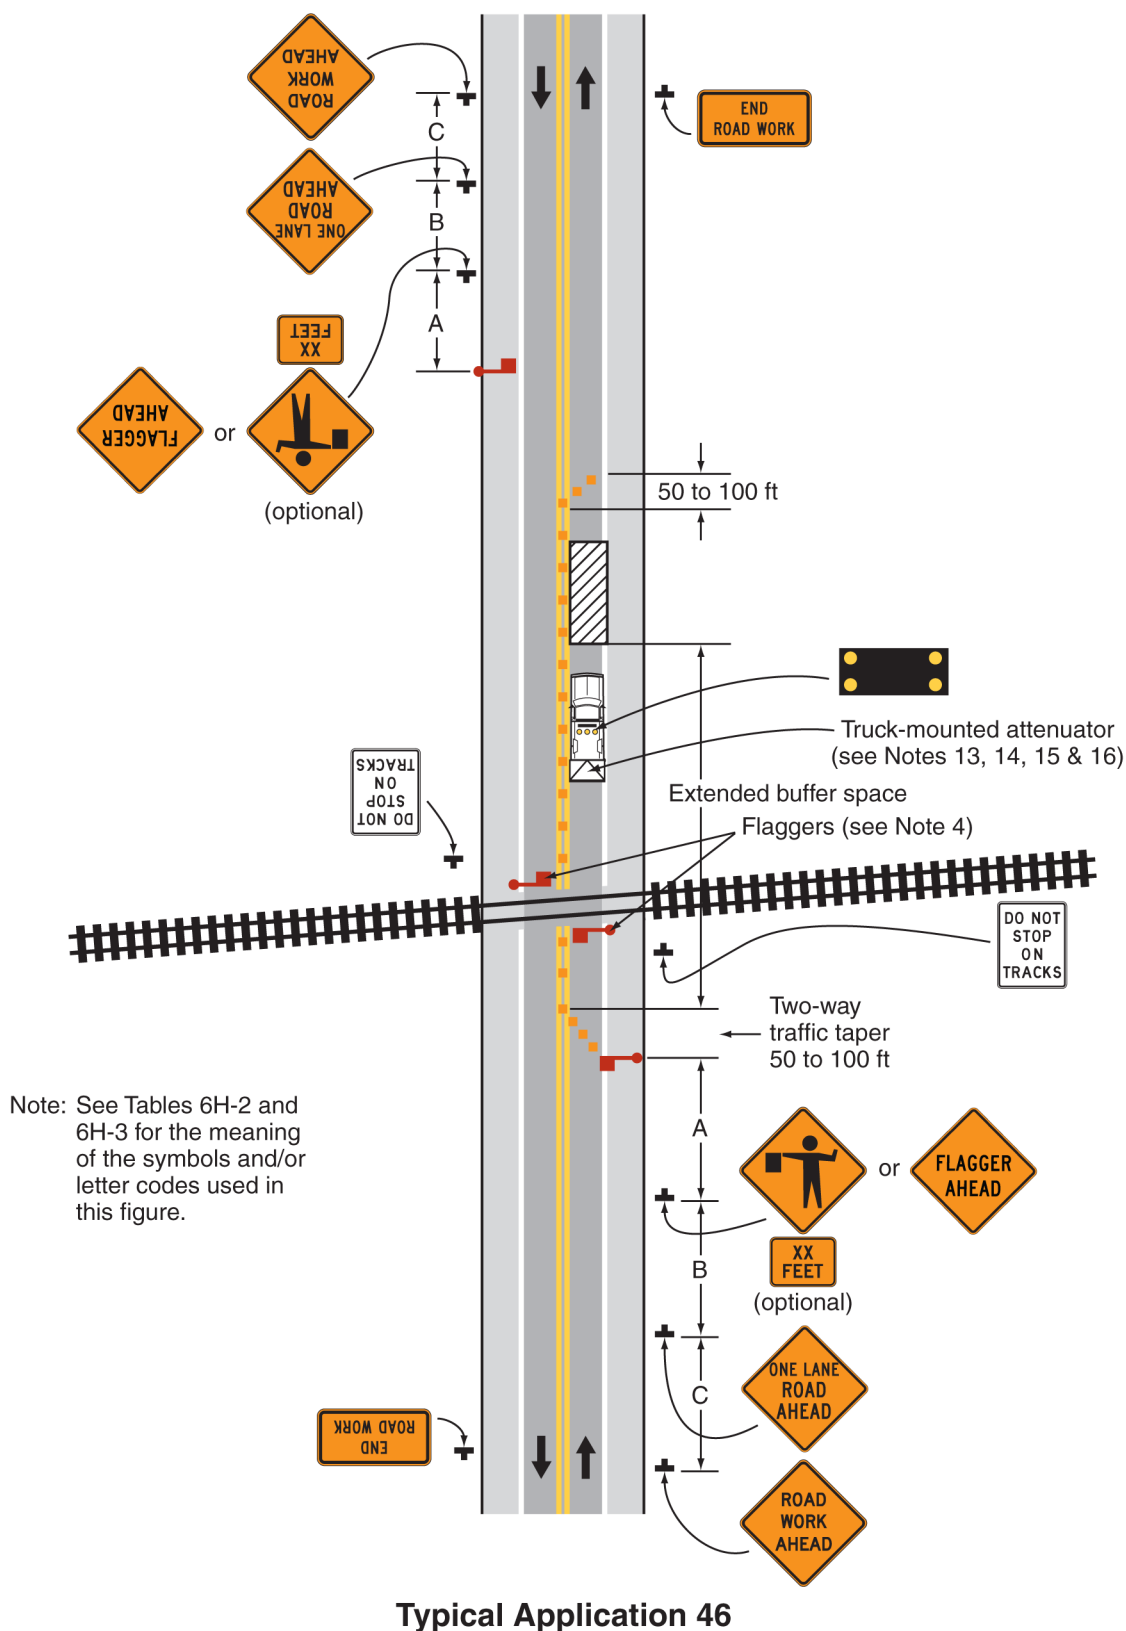 ROAD
WORK
AHEAD
C
END
ROAD WORK
ONE LANE
ROAD
AHEAD
B
XX
FEET
A
FLAGGER
AHEAD
or
(optional)
50 to 100 ft
Truck-mounted attenuator
(see Notes 13, 14, 15 & 16)
DO NOT
STOP
ON
TRACKS
Extended buffer space
Flaggers (see Note 4)
DO NOT
STOP
ON
TRACKS
Two-way
traffic taper
50 to 100 ft
Note: See Tables 6H-2 and
6H-3 for the meaning
of the symbols and/or
letter codes used in
this figure.
A
or
FLAGGER
AHEAD
XX
FEET
(optional)
B
ONE LANE
ROAD
AHEAD
C
END
ROAD WORK
ROAD
WORK
AHEAD
Typical Application 46